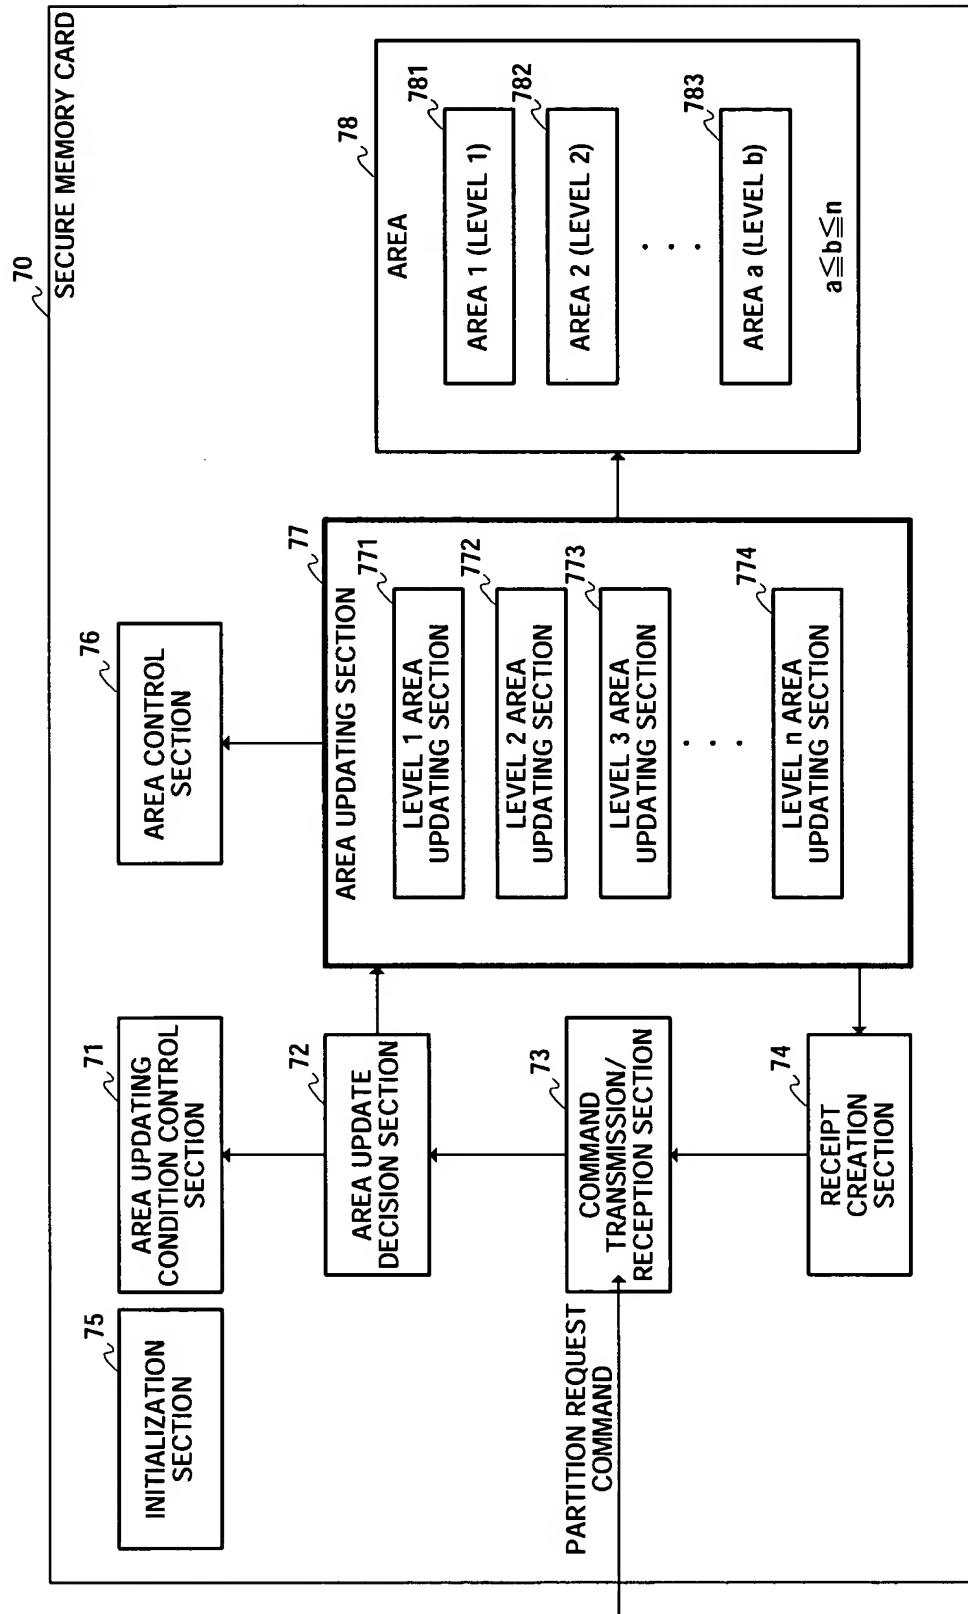 70
SECURE MEMORY CARD
75
INITIALIZATION
SECTION
71
AREA UPDATING
CONDITION CONTROL
SECTION
76
AREA CONTROL
SECTION
72
AREA UPDATE
DECISION SECTION
PARTITION REQUEST
COMMAND
73
COMMAND
TRANSMISSION/
RECEPTION SECTION
74
RECEIPT
CREATION
SECTION
77
AREA UPDATING SECTION
771
LEVEL 1 AREA
UPDATING SECTION
772
LEVEL 2 AREA
UPDATING SECTION
773
LEVEL 3 AREA
UPDATING SECTION
. . .
774
LEVEL n AREA
UPDATING SECTION
78
AREA
781
AREA 1 (LEVEL 1)
782
AREA 2 (LEVEL 2)
. . .
783
AREA a (LEVEL b)
a≦b≦n